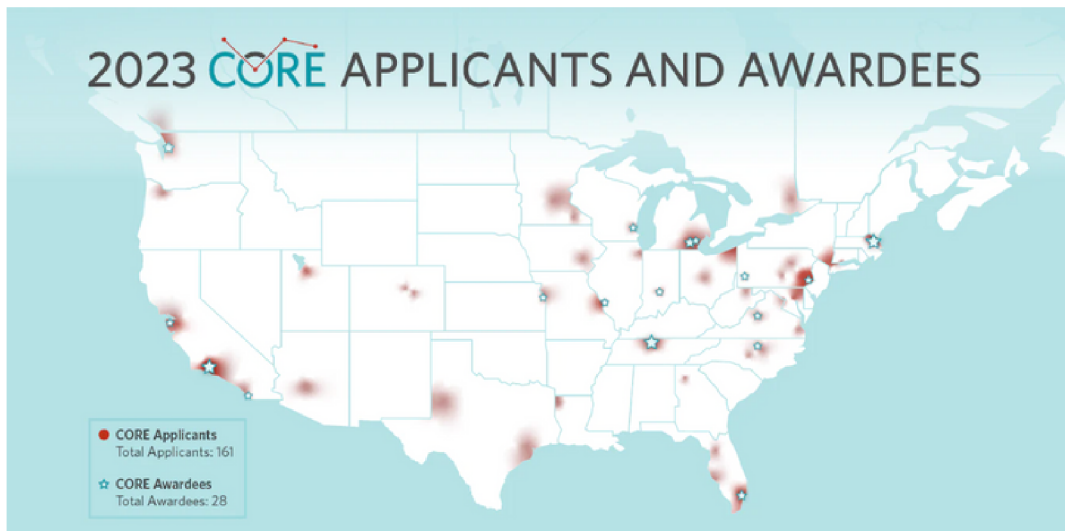 2023 CORE APPLICANTS AND AWARDEES
CORE Applicants
Total Applicants: 161
CORE Awardees
Total Awardees: 28